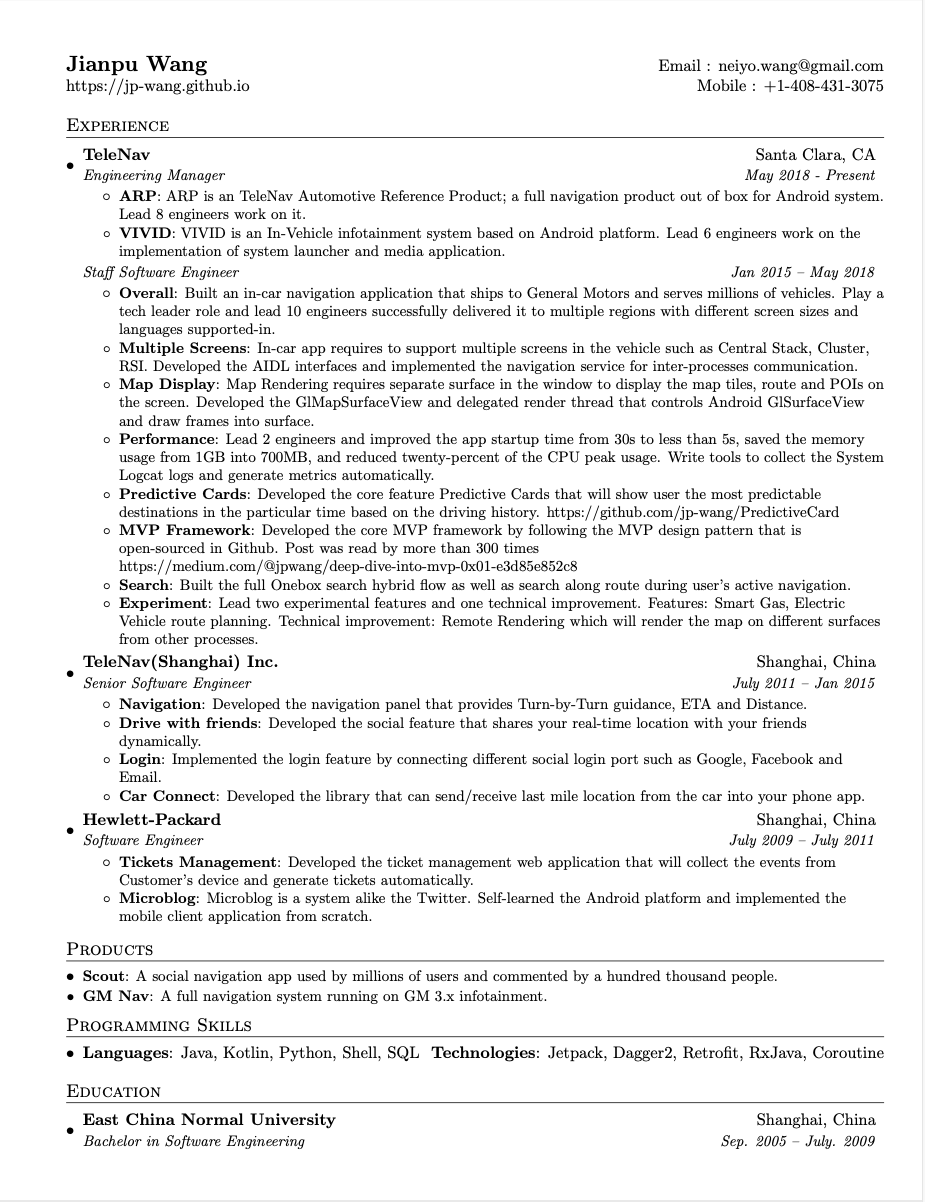 Jianpu Wang
Email : neiyo.wang@gmail.com
https://jp-wang.github.io
Mobile : +1-408-431-3075
Experience
• TeleNav
Santa Clara, CA
Engineering Manager
May 2018 - Present
◦ ARP: ARP is an TeleNav Automotive Reference Product; a full navigation product out of box for Android system.
Lead 8 engineers work on it.
◦ VIVID: VIVID is an In-Vehicle infotainment system based on Android platform. Lead 6 engineers work on the
implementation of system launcher and media application.
Staff Software Engineer
Jan 2015 – May 2018
◦ Overall: Built an in-car navigation application that ships to General Motors and serves millions of vehicles. Play a
tech leader role and lead 10 engineers successfully delivered it to multiple regions with different screen sizes and
languages supported-in.
◦ Multiple Screens: In-car app requires to support multiple screens in the vehicle such as Central Stack, Cluster,
RSI. Developed the AIDL interfaces and implemented the navigation service for inter-processes communication.
◦ Map Display: Map Rendering requires separate surface in the window to display the map tiles, route and POIs on
the screen. Developed the GlMapSurfaceView and delegated render thread that controls Android GlSurfaceView
and draw frames into surface.
◦ Performance: Lead 2 engineers and improved the app startup time from 30s to less than 5s, saved the memory
usage from 1GB into 700MB, and reduced twenty-percent of the CPU peak usage. Write tools to collect the System
Logcat logs and generate metrics automatically.
◦ Predictive Cards: Developed the core feature Predictive Cards that will show user the most predictable
destinations in the particular time based on the driving history. https://github.com/jp-wang/PredictiveCard
◦ MVP Framework: Developed the core MVP framework by following the MVP design pattern that is
open-sourced in Github. Post was read by more than 300 times
https://medium.com/@jpwang/deep-dive-into-mvp-0x01-e3d85e852c8
◦ Search: Built the full Onebox search hybrid flow as well as search along route during user's active navigation.
◦ Experiment: Lead two experimental features and one technical improvement. Features: Smart Gas, Electric
Vehicle route planning. Technical improvement: Remote Rendering which will render the map on different surfaces
from other processes.
• TeleNav(Shanghai) Inc.
Shanghai, China
Senior Software Engineer
July 2011 – Jan 2015
◦ Navigation: Developed the navigation panel that provides Turn-by-Turn guidance, ETA and Distance.
◦ Drive with friends: Developed the social feature that shares your real-time location with your friends
dynamically.
◦ Login: Implemented the login feature by connecting different social login port such as Google, Facebook and
Email.
◦ Car Connect: Developed the library that can send/receive last mile location from the car into your phone app.
• Hewlett-Packard
Shanghai, China
Software Engineer
July 2009 – July 2011
◦ Tickets Management: Developed the ticket management web application that will collect the events from
Customer's device and generate tickets automatically.
◦ Microblog: Microblog is a system alike the Twitter. Self-learned the Android platform and implemented the
mobile client application from scratch.
Products
• Scout: A social navigation app used by millions of users and commented by a hundred thousand people.
• GM Nav: A full navigation system running on GM 3.x infotainment.
Programming Skills
• Languages: Java, Kotlin, Python, Shell, SQL Technologies: Jetpack, Dagger2, Retrofit, RxJava, Coroutine
Education
• East China Normal University
Shanghai, China
Bachelor in Software Engineering
Sep. 2005 – July. 2009